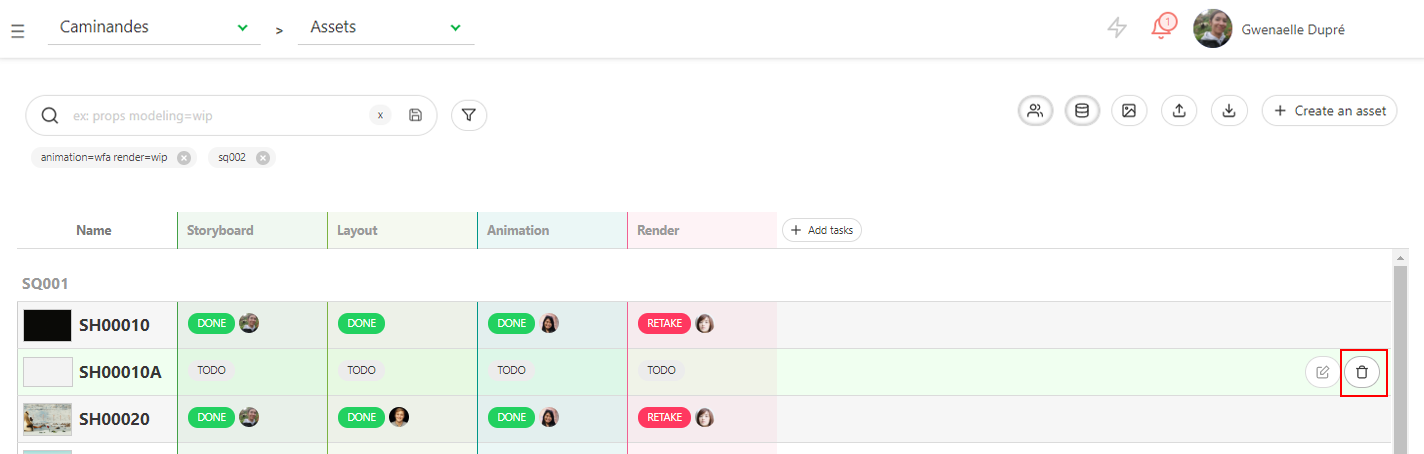 Caminandes > Assets 1 Gwenaelle Dupré
ex: props modeling=wip x Create an asset
animation=wfa render=wip sq002
Name Storyboard Layout Animation Render Add tasks
SQ001
SH00010 DONE DONE DONE RETAKE
SH00010A TODO TODO TODO TODO
SH00020 DONE DONE DONE RETAKE